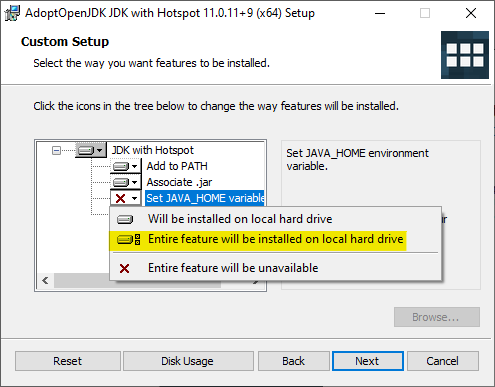 AdoptOpenJDK JDK with Hotspot 11.0.11+9 (x64) Setup
Custom Setup
Select the way you want features to be installed.
Click the icons in the tree below to change the way features will be installed.
JDK with Hotspot
Add to PATH
Associate .jar
Set JAVA_HOME variable
Set JAVA_HOME environment
variable.
Will be installed on local hard drive
Entire feature will be installed on local hard drive
Entire feature will be unavailable
Browse...
Reset
Disk Usage
Back
Next
Cancel